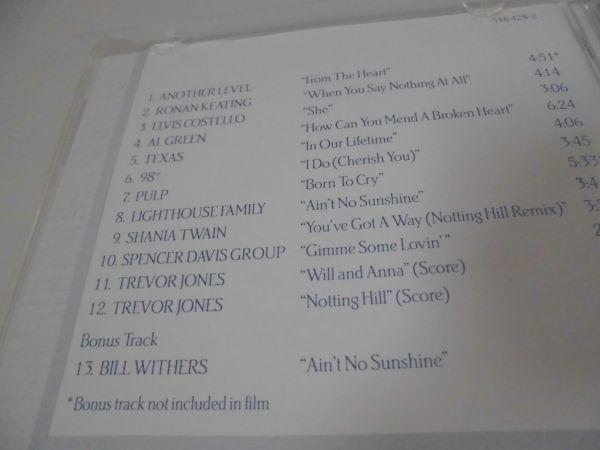 546 428-2
1. ANOTHER LEVEL "From The Heart" 4:51*
2. RONAN KEATING "When You Say Nothing At All" 4:14
3. ELVIS COSTELLO "She" 3:06
4. AL GREEN "How Can You Mend A Broken Heart" 6:24
5. TEXAS "In Our Lifetime" 4:06
6. 98° "I Do (Cherish You)" 3:45
7. PULP "Born To Cry" 5:33*
8. LIGHTHOUSE FAMILY "Ain't No Sunshine" 3:4
9. SHANIA TWAIN "You've Got A Way (Notting Hill Remix)"
10. SPENCER DAVIS GROUP "Gimme Some Lovin'"
11. TREVOR JONES "Will and Anna" (Score)
12. TREVOR JONES "Notting Hill" (Score)
Bonus Track
13. BILL WITHERS "Ain't No Sunshine"
*Bonus track not included in film